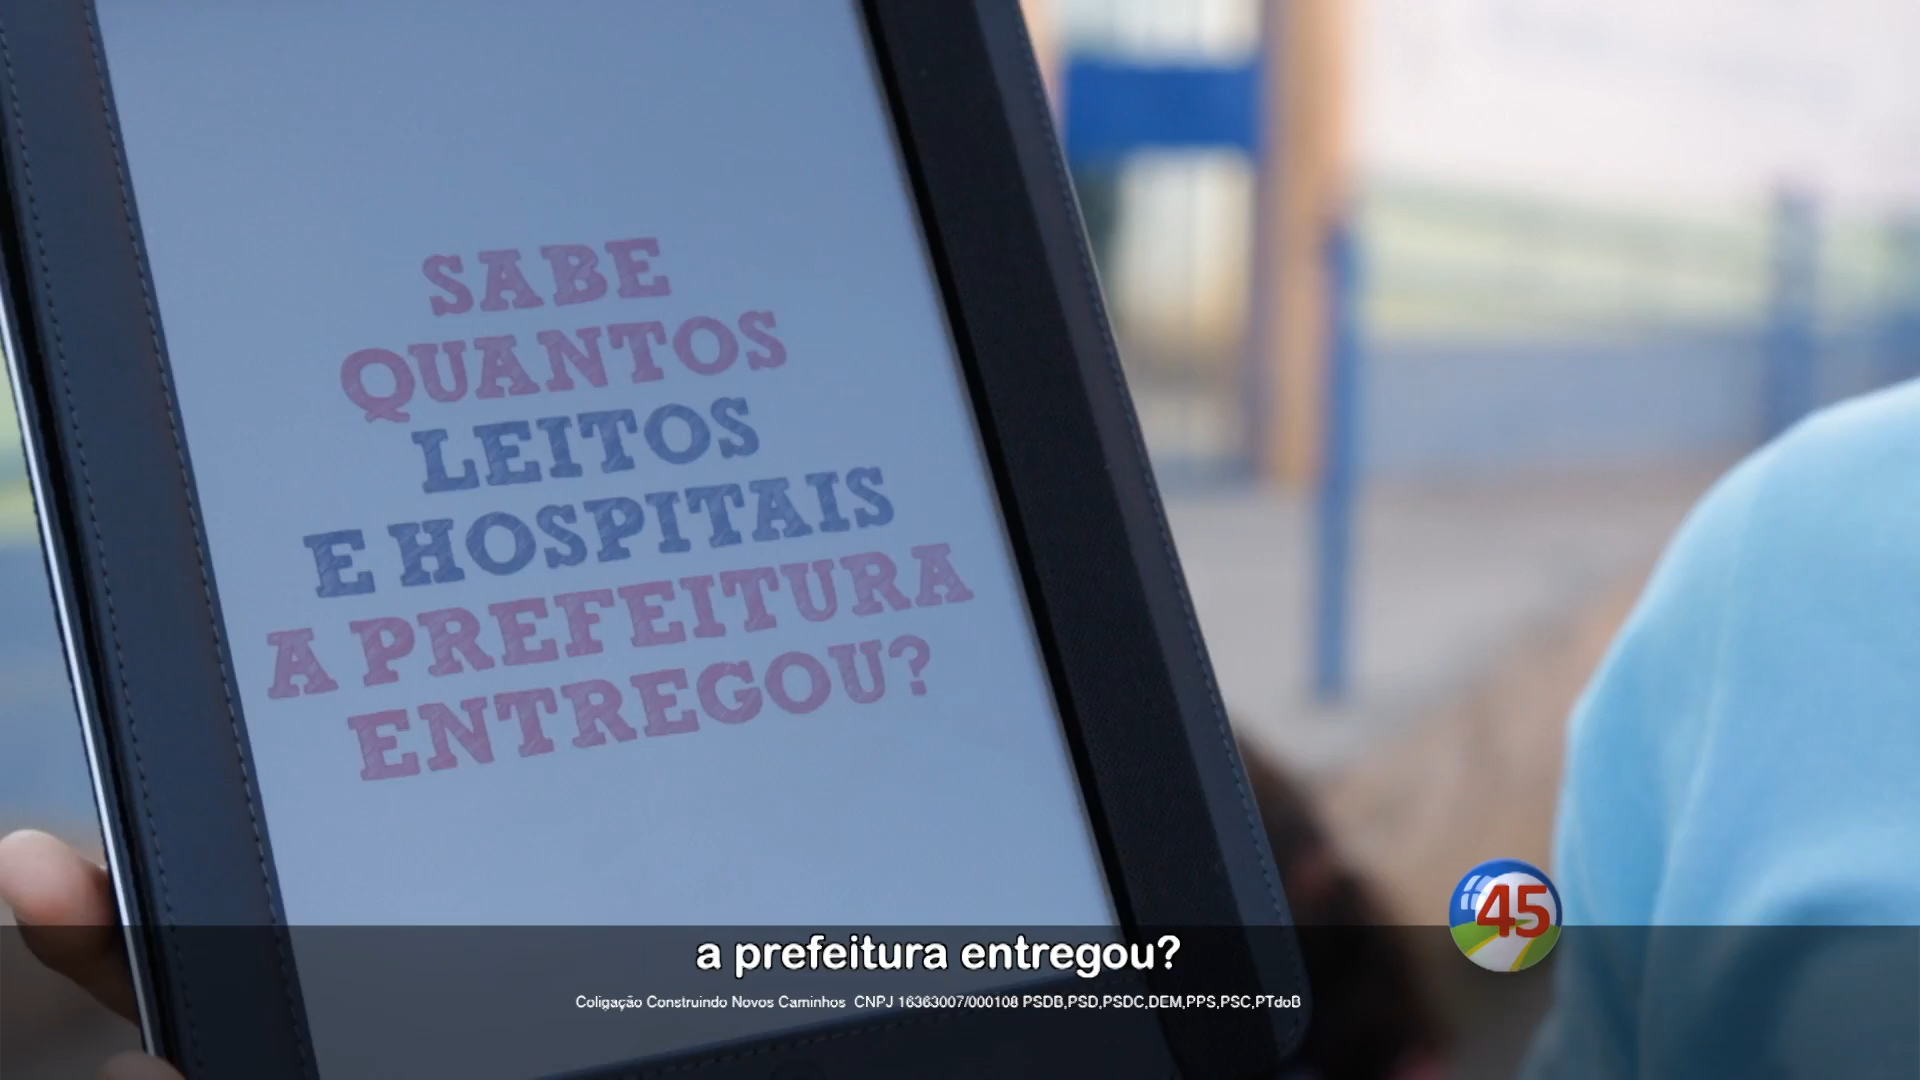 SABE
QUANTOS
LEITOS
E HOSPITAIS
A PREFEITURA
ENTREGOU?
45
a prefeitura entregou?
Coligação Construindo Novos Caminhos CNPJ 16363007/000108 PSDB,PSD,PSDC,DEM,PPS,PSC,PTdoB